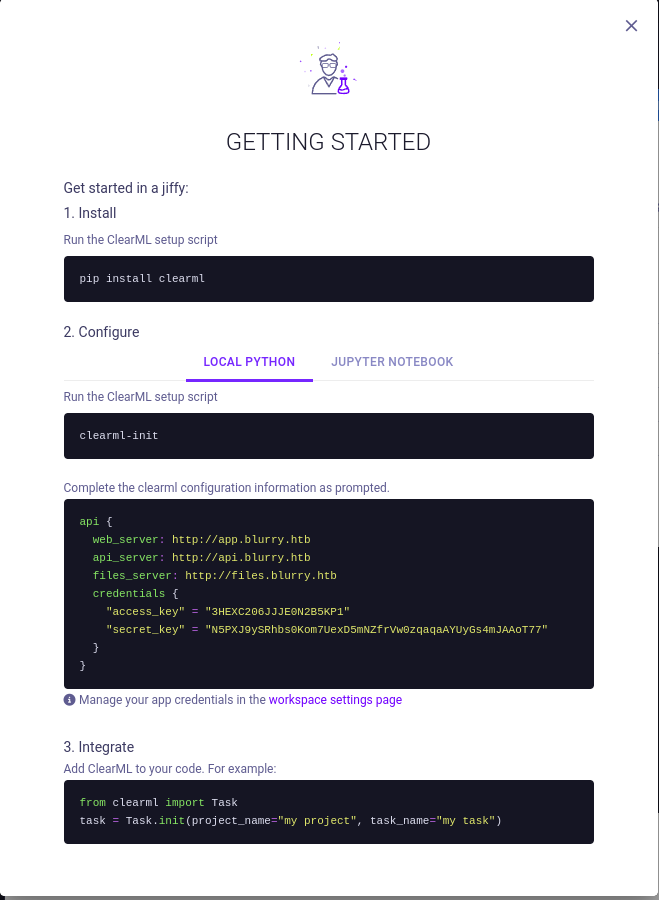 GETTING STARTED
Get started in a jiffy:
1. Install
Run the ClearML setup script
pip install clearml
2. Configure
LOCAL PYTHON JUPYTER NOTEBOOK
Run the ClearML setup script
clearml-init
Complete the clearml configuration information as prompted.
api {
web_server: http://app.blurry.htb
api_server: http://api.blurry.htb
files_server: http://files.blurry.htb
credentials {
"access_key" = "3HEXC206JJJE0N2B5KP1"
"secret_key" = "N5PXJ9ySRhbs0Kom7UexD5mNZfrVw0zqaqaAYUyGs4mJAAoT77"
}
}
Manage your app credentials in the workspace settings page
3. Integrate
Add ClearML to your code. For example:
from clearml import Task
task = Task.init(project_name="my project", task_name="my task")